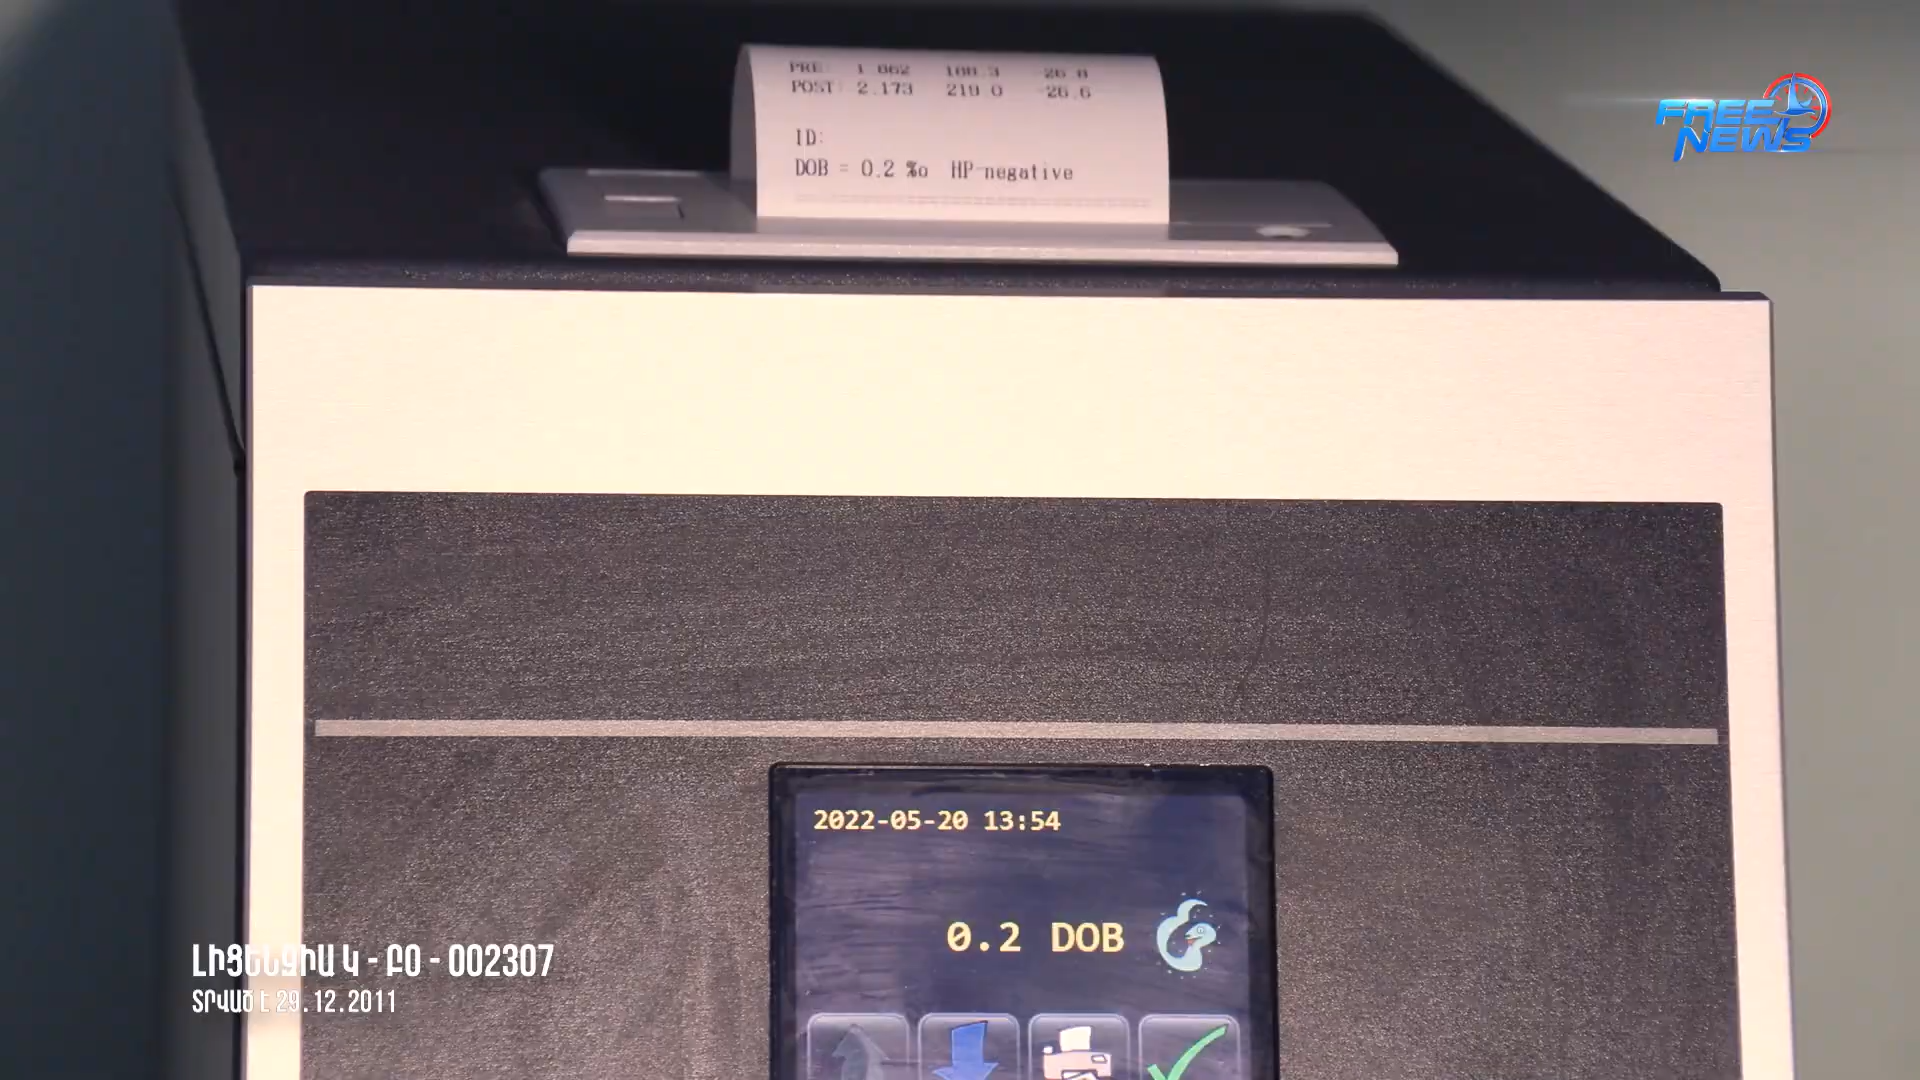 PRE: 1.862 188.3 -26.8
POST: 2.173 219.0 -26.6
ID:
DOB = 0.2 ‰ HP-negative
FREE
NEWS
2022-05-20 13:54
0.2 DOB
ԼԻՑԵՆԶԻԱ Կ - ԲՕ - 002307
ՏՐՎԱԾ Է 29.12.2011